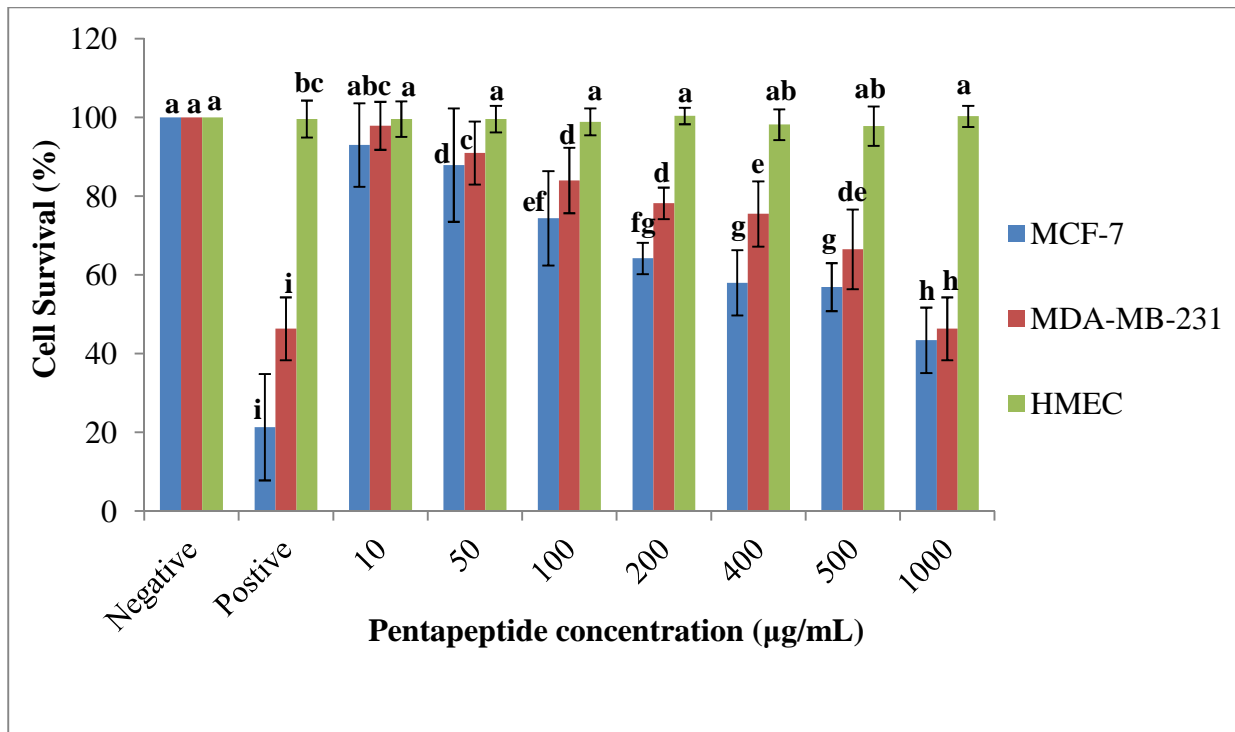 120
100
80
60
40
20
0
Cell Survival (%)
a a a
i
i
bc
abc a
d
c
a
ef
d
a
fg
d
a
g
e
ab
g
de
ab
h h
a
Negative
Postive
10
50
100
200
400
500
1000
Pentapeptide concentration (µg/mL)
MCF-7
MDA-MB-231
HMEC